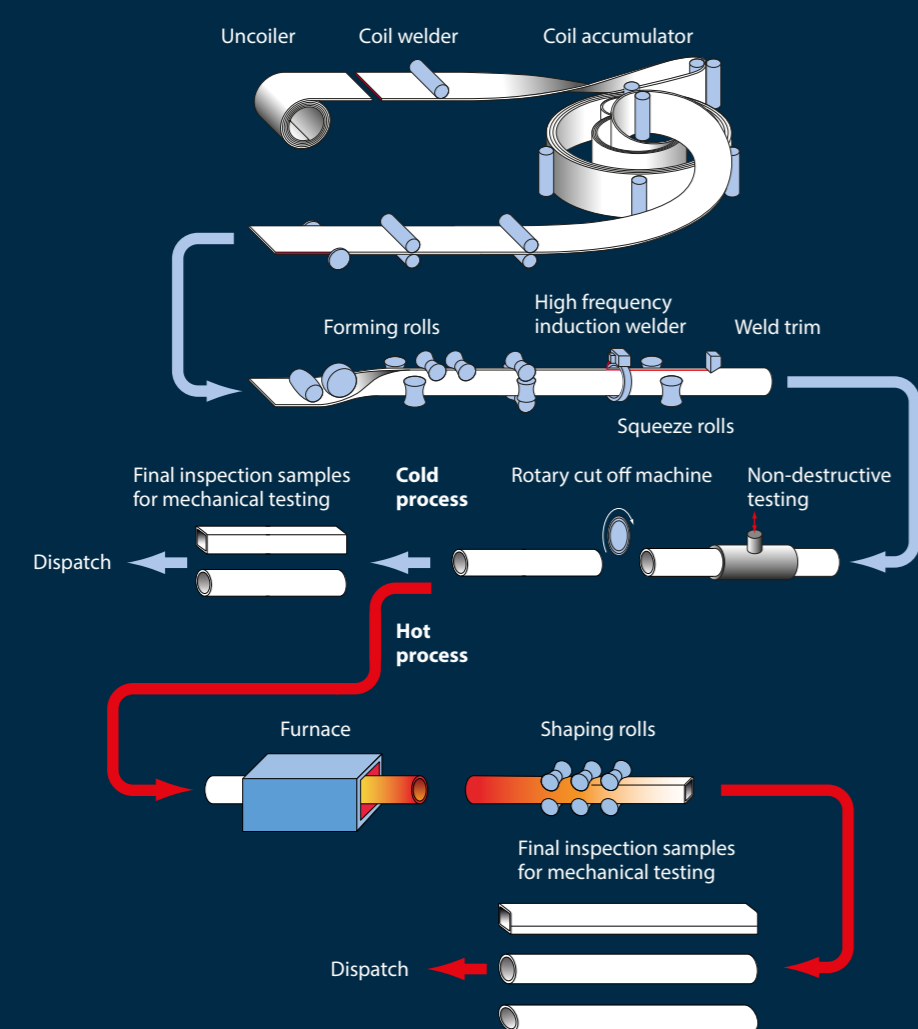 Uncoiler
Coil welder
Coil accumulator
Forming rolls
High frequency
induction welder
Weld trim
Squeeze rolls
Final inspection samples
for mechanical testing
Cold
process
Rotary cut off machine
Non-destructive
testing
Dispatch
Hot
process
Furnace
Shaping rolls
Final inspection samples
for mechanical testing
Dispatch